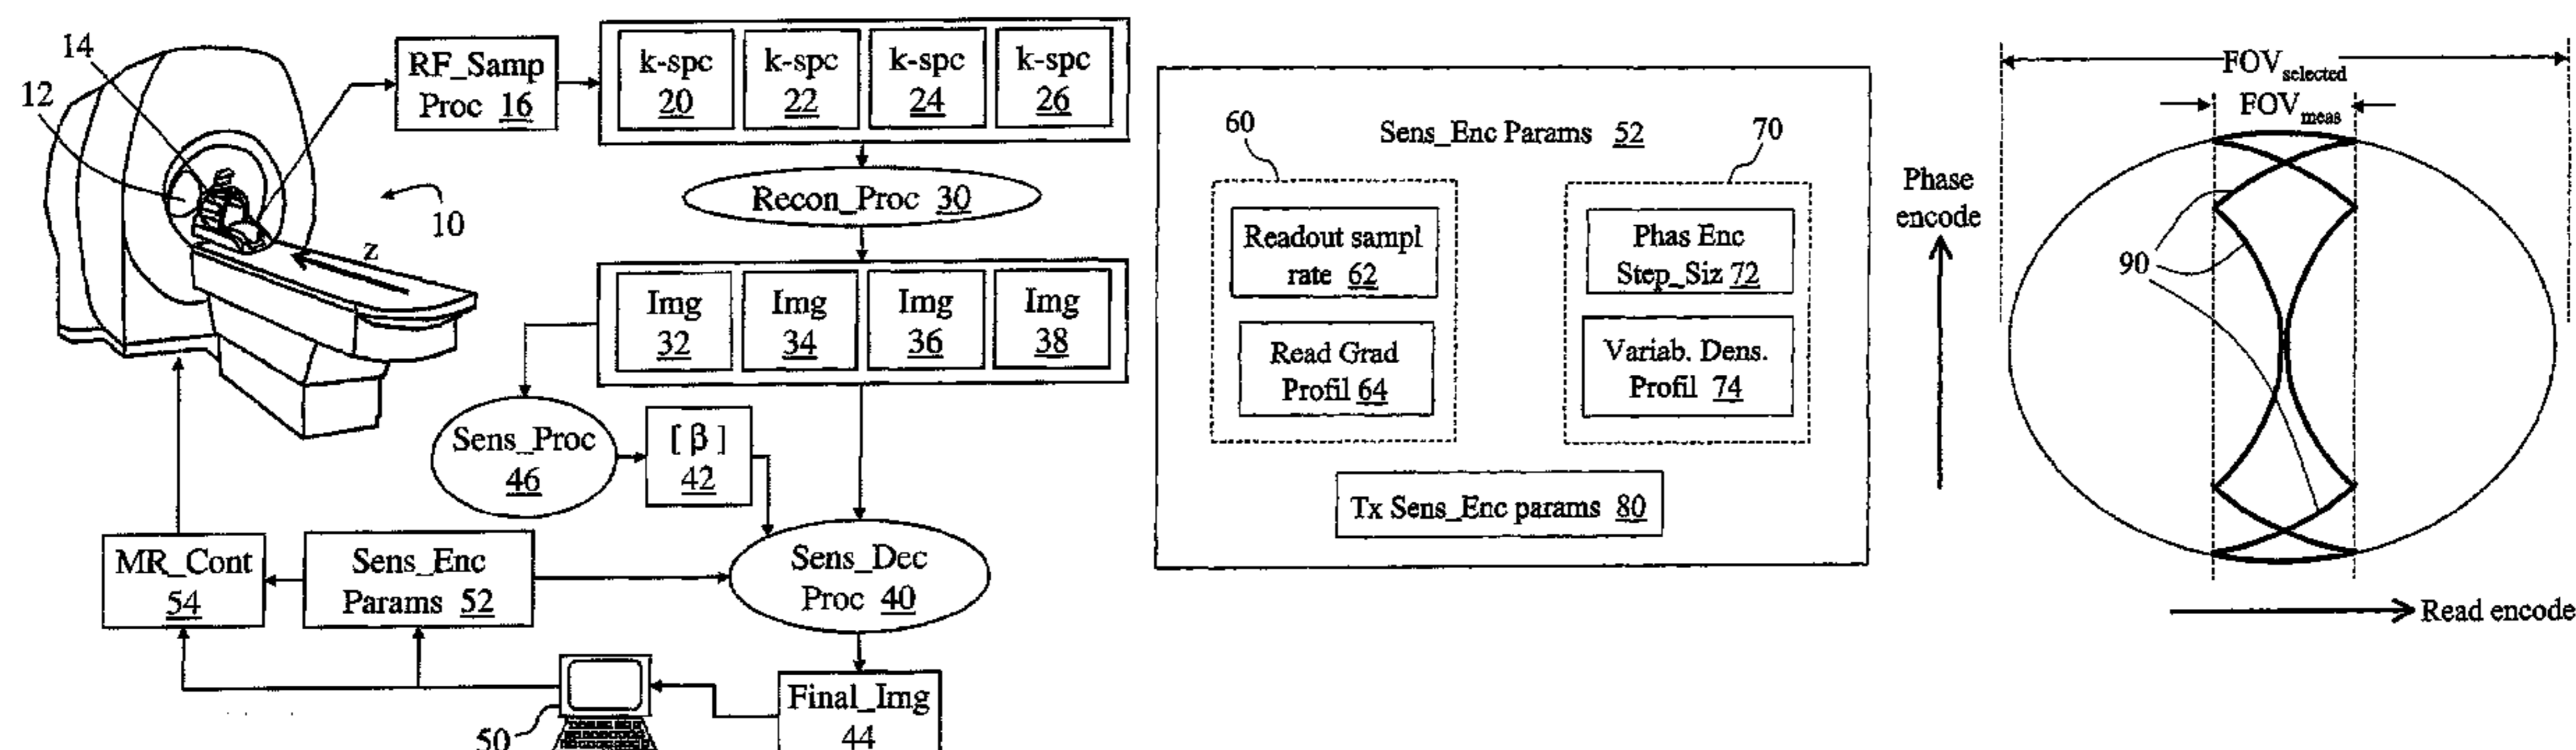 14
12
10
z
RF_Samp
Proc 16
k-spc
20
k-spc
22
k-spc
24
k-spc
26
Recon_Proc 30
Img
32
Img
34
Img
36
Img
38
Sens_Proc
46
[ β ]
42
MR_Cont
54
Sens_Enc
Params 52
Sens_Dec
Proc 40
Final_Img
44
50
Sens_Enc Params 52
60
70
Readout sampl
rate 62
Read Grad
Profil 64
Phas Enc
Step_Siz 72
Variab. Dens.
Profil 74
Tx Sens_Enc params 80
FOVselected
FOVmeas
Phase
encode
90
Read encode